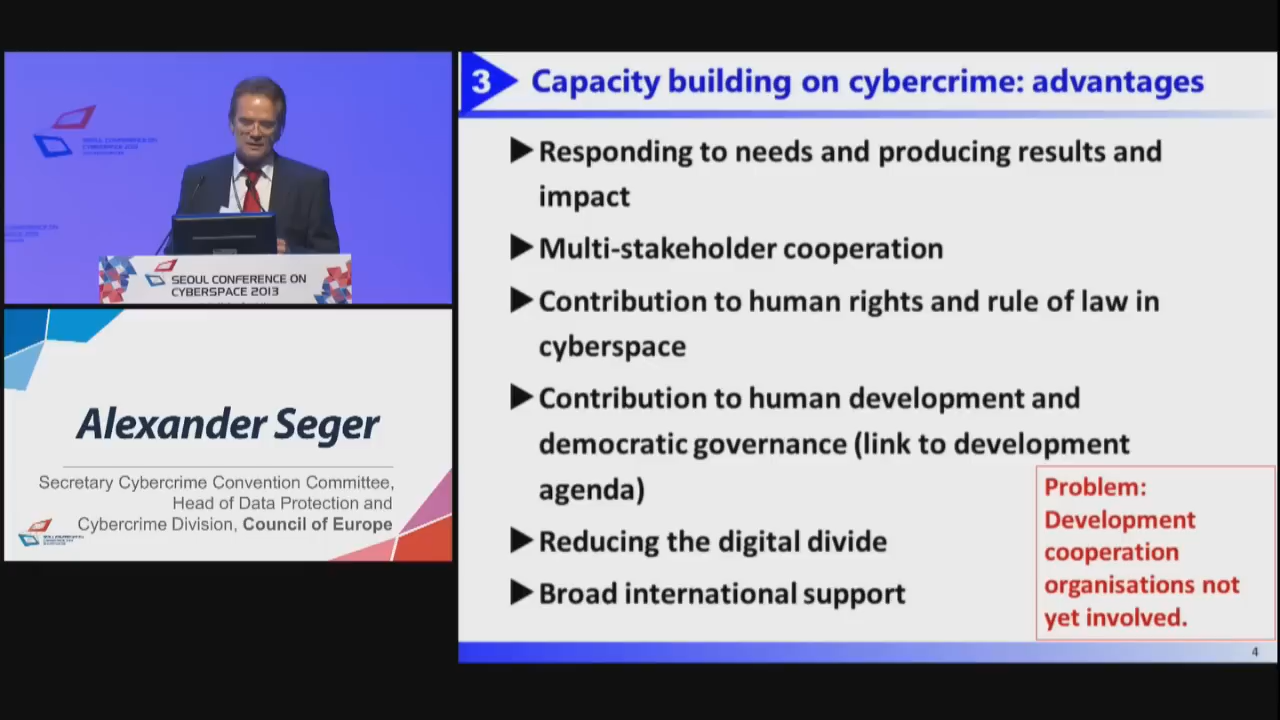 SEOUL CONFERENCE ON
CYBERSPACE 2013
SEOUL CONFERENCE ON
CYBERSPACE 2013
Alexander Seger
Secretary Cybercrime Convention Committee,
Head of Data Protection and
Cybercrime Division, Council of Europe
3
Capacity building on cybercrime: advantages
▶Responding to needs and producing results and
impact
▶Multi-stakeholder cooperation
▶Contribution to human rights and rule of law in
cyberspace
▶Contribution to human development and
democratic governance (link to development
agenda)
▶Reducing the digital divide
▶Broad international support
Problem:
Development
cooperation
organisations not
yet involved.
4